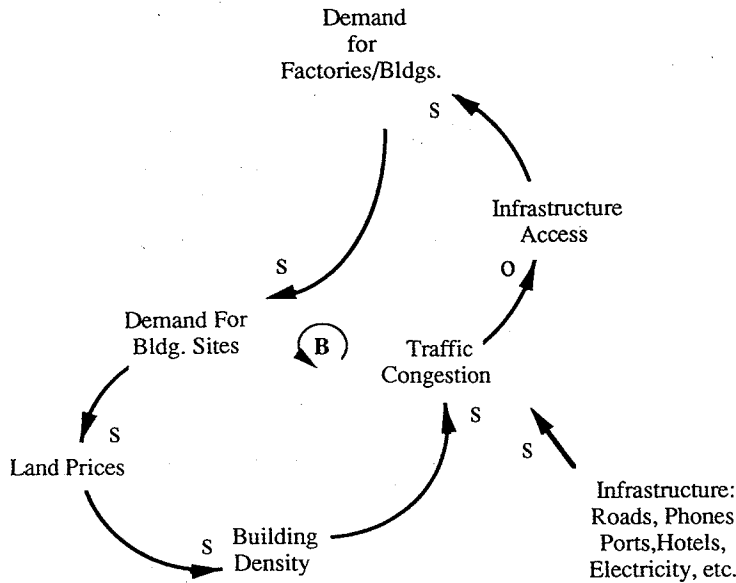 Demand
for
Factories/Bldgs.
S
Infrastructure
Access
O
S
Demand For
Bldg. Sites
B
Traffic
Congestion
S
S
S
Land Prices
S
Building
Density
Infrastructure:
Roads, Phones
Ports,Hotels,
Electricity, etc.